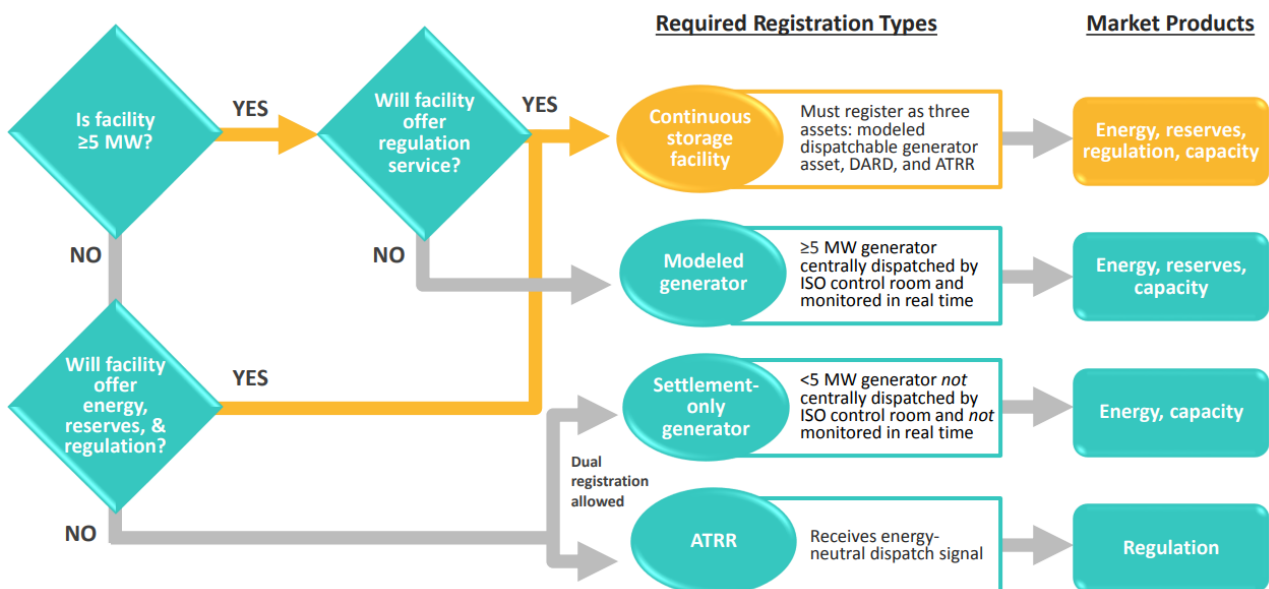 Required Registration Types
Market Products
Is facility
≥5 MW?
YES
Will facility
offer
regulation
service?
YES
Continuous
storage
facility
Must register as three
assets: modeled
dispatchable generator
asset, DARD, and ATRR
Energy, reserves,
regulation, capacity
NO
NO
Modeled
generator
≥5 MW generator
centrally dispatched by
ISO control room and
monitored in real time
Energy, reserves,
capacity
Will facility
offer
energy,
reserves, &
regulation?
YES
Settlement-
only
generator
<5 MW generator not
centrally dispatched by
ISO control room and not
monitored in real time
Energy, capacity
Dual
registration
allowed
NO
ATRR
Receives energy-
neutral dispatch signal
Regulation